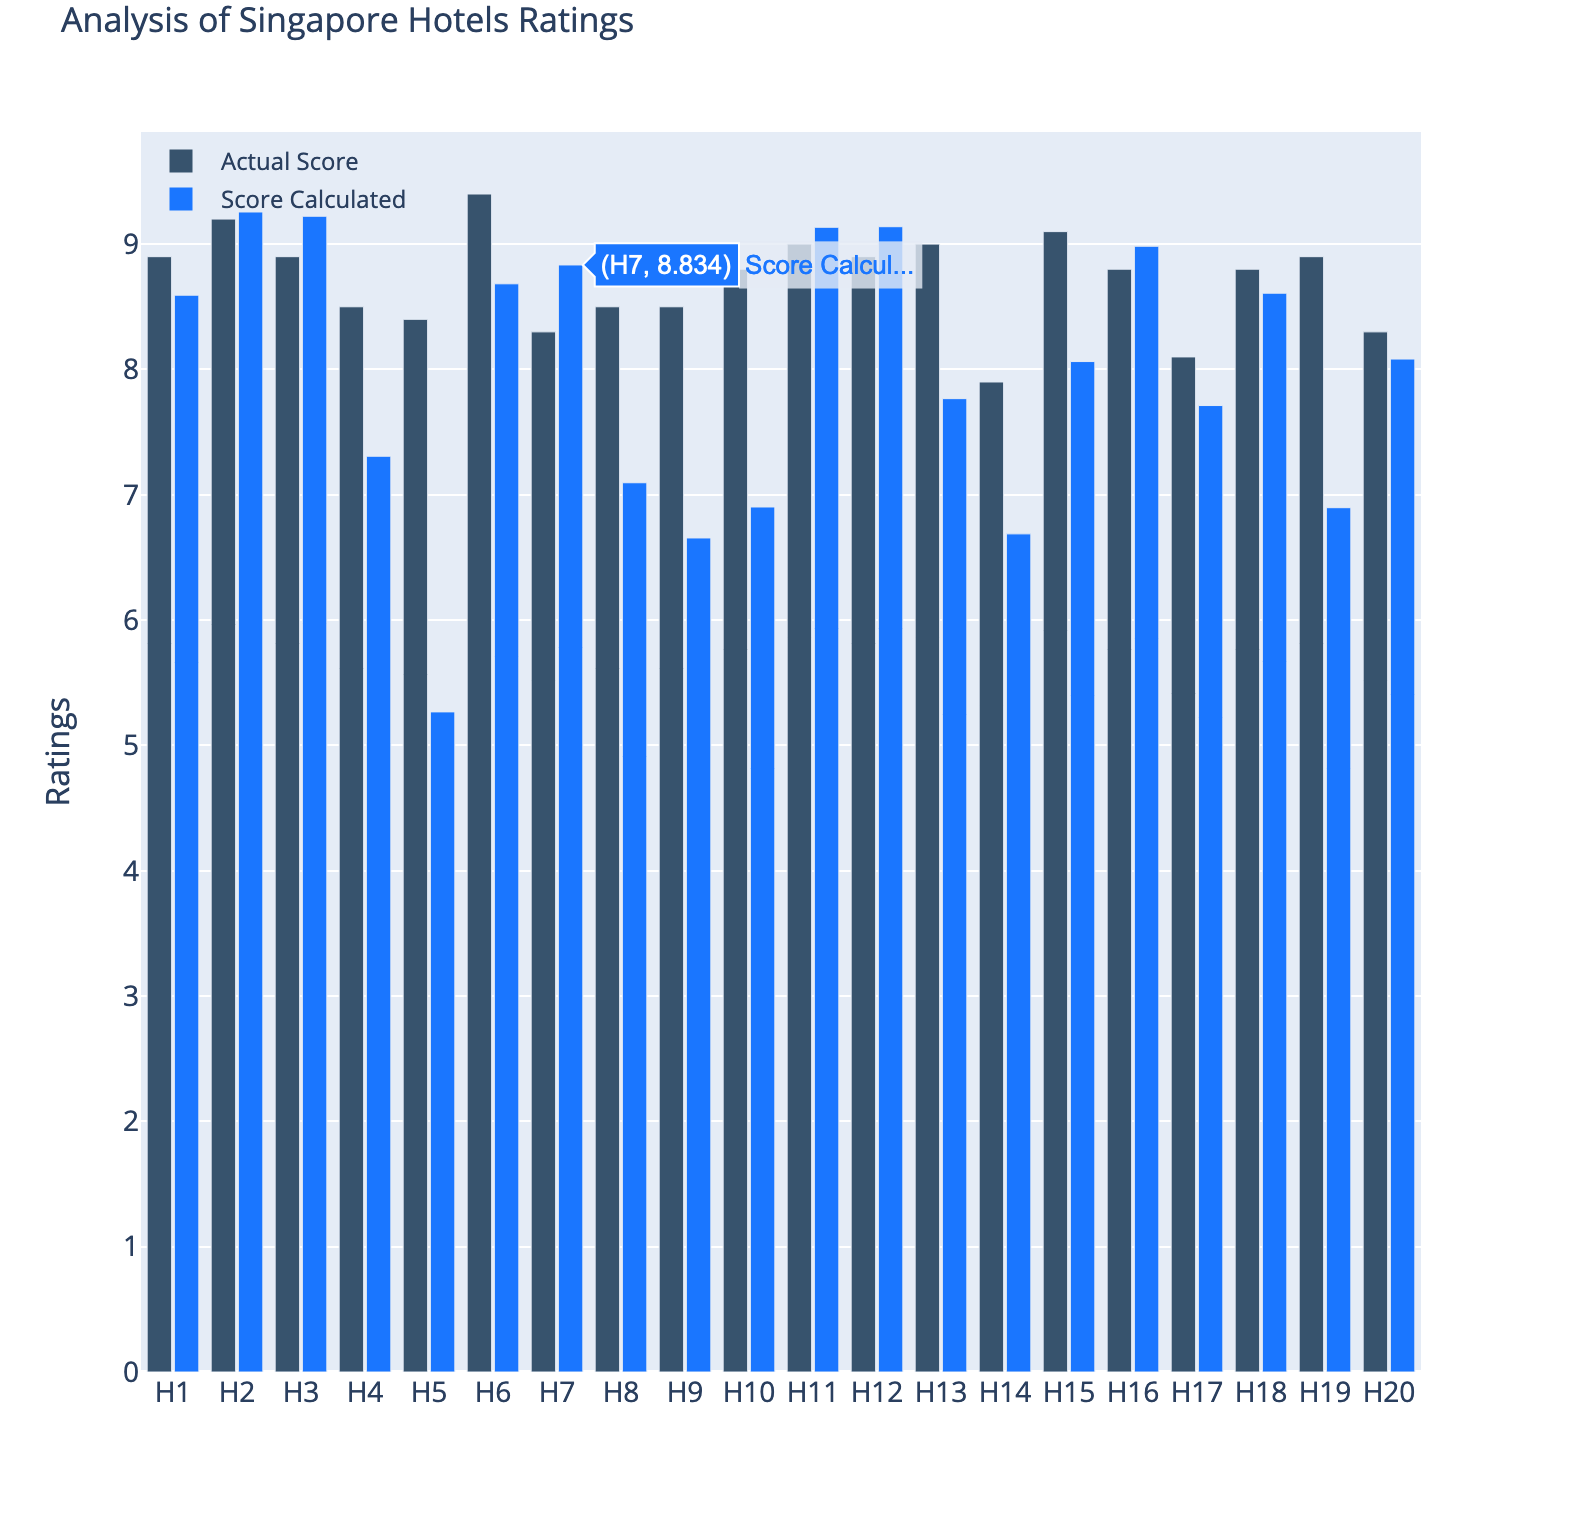 Analysis of Singapore Hotels Ratings
Actual Score
Score Calculated
(H7, 8.834) Score Calcul...
9
8
7
6
5
4
3
2
1
0
Ratings
H1 H2 H3 H4 H5 H6 H7 H8 H9 H10 H11 H12 H13 H14 H15 H16 H17 H18 H19 H20